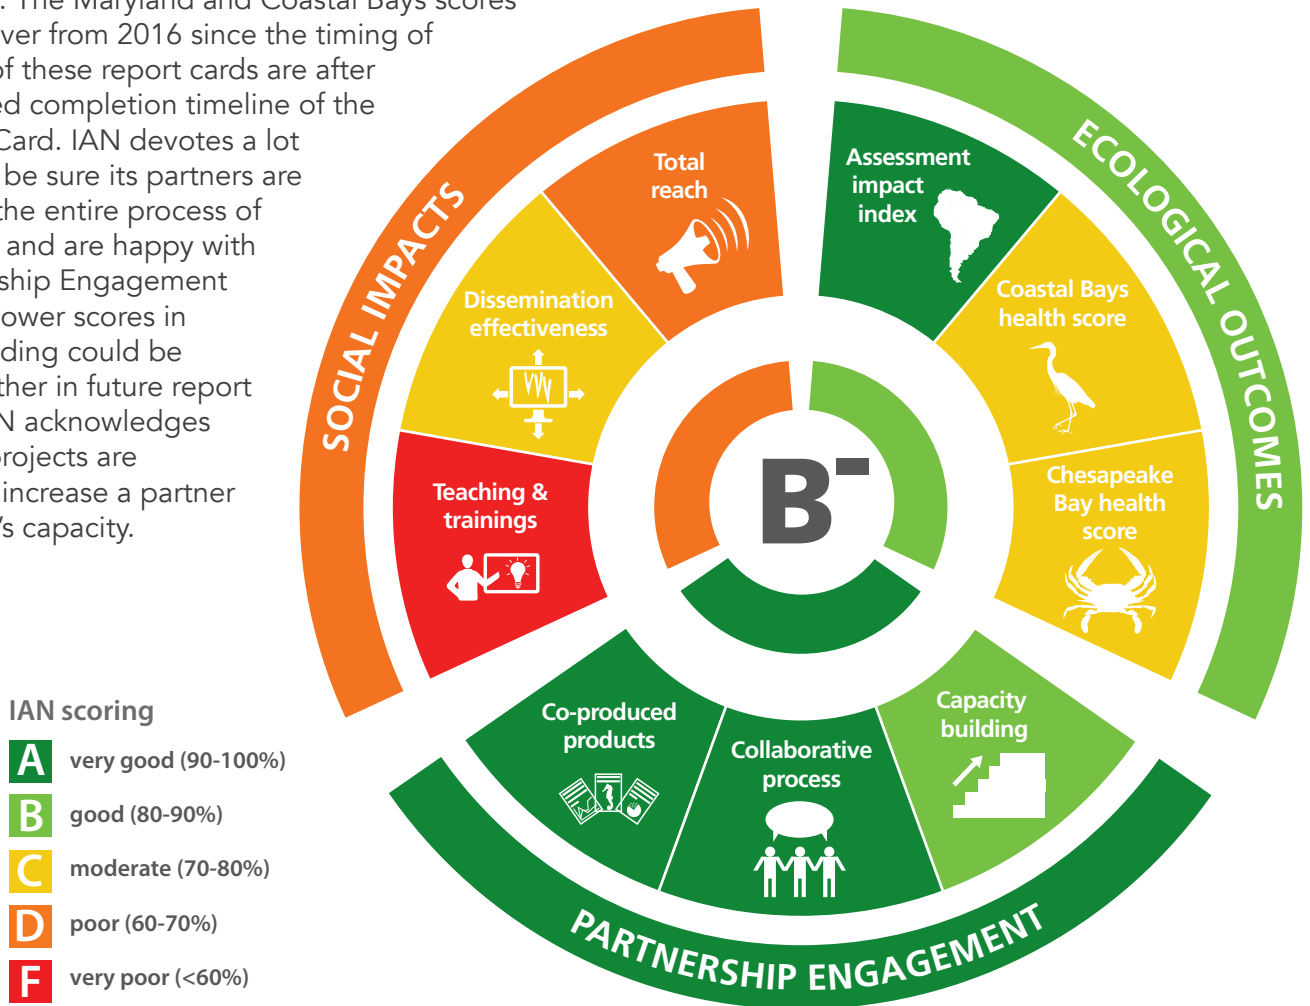 . The Maryland and Coastal Bays scores
ver from 2016 since the timing of
of these report cards are after
ed completion timeline of the
Card. IAN devotes a lot
be sure its partners are
the entire process of
and are happy with
ship Engagement
ower scores in
ding could be
ther in future report
N acknowledges
projects are
increase a partner
's capacity.
SOCIAL IMPACTS
Total
reach
Dissemination
effectiveness
Teaching &
trainings
ECOLOGICAL OUTCOMES
Assessment
impact
index
Coastal Bays
health score
Chesapeake
Bay health
score
B-
PARTNERSHIP ENGAGEMENT
Co-produced
products
Collaborative
process
Capacity
building
IAN scoring
A very good (90-100%)
B good (80-90%)
C moderate (70-80%)
D poor (60-70%)
F very poor (<60%)